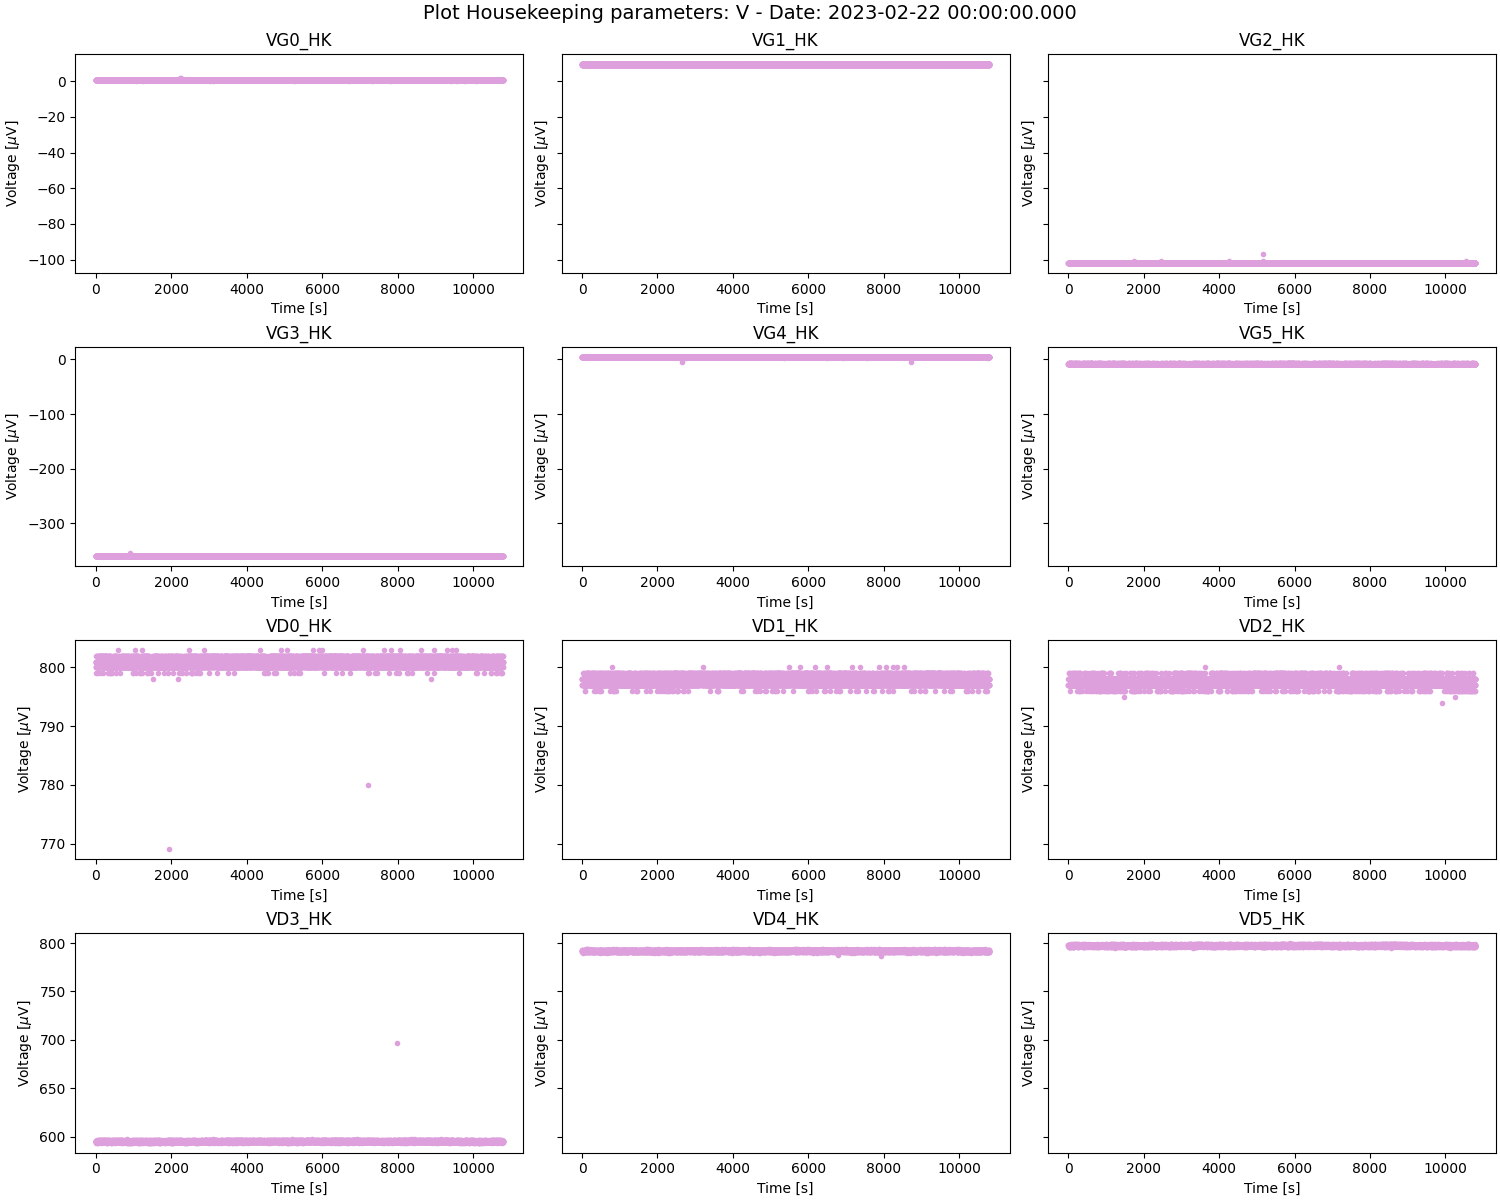 Plot Housekeeping parameters: V - Date: 2023-02-22 00:00:00.000
VG0_HK
VG1_HK
VG2_HK
0
−20
−40
−60
−80
−100
Voltage [μV]
Voltage [μV]
Voltage [μV]
0 2000 4000 6000 8000 10000
0 2000 4000 6000 8000 10000
0 2000 4000 6000 8000 10000
Time [s]
Time [s]
Time [s]
VG3_HK
VG4_HK
VG5_HK
0
−100
−200
−300
Voltage [μV]
Voltage [μV]
Voltage [μV]
0 2000 4000 6000 8000 10000
0 2000 4000 6000 8000 10000
0 2000 4000 6000 8000 10000
Time [s]
Time [s]
Time [s]
VD0_HK
VD1_HK
VD2_HK
800
790
780
770
Voltage [μV]
Voltage [μV]
Voltage [μV]
0 2000 4000 6000 8000 10000
0 2000 4000 6000 8000 10000
0 2000 4000 6000 8000 10000
Time [s]
Time [s]
Time [s]
VD3_HK
VD4_HK
VD5_HK
800
750
700
650
600
Voltage [μV]
Voltage [μV]
Voltage [μV]
0 2000 4000 6000 8000 10000
0 2000 4000 6000 8000 10000
0 2000 4000 6000 8000 10000
Time [s]
Time [s]
Time [s]